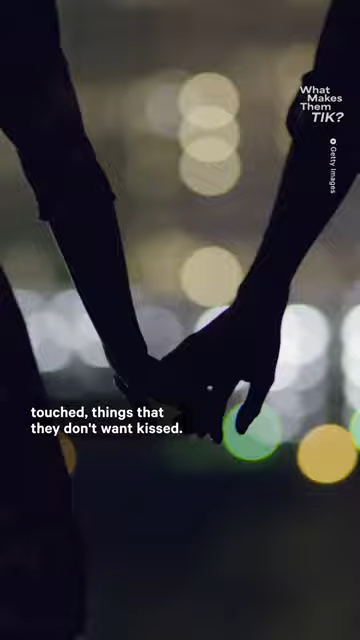 What
Makes
Them
TIK?
Getty Images
touched, things that
they don't want kissed.